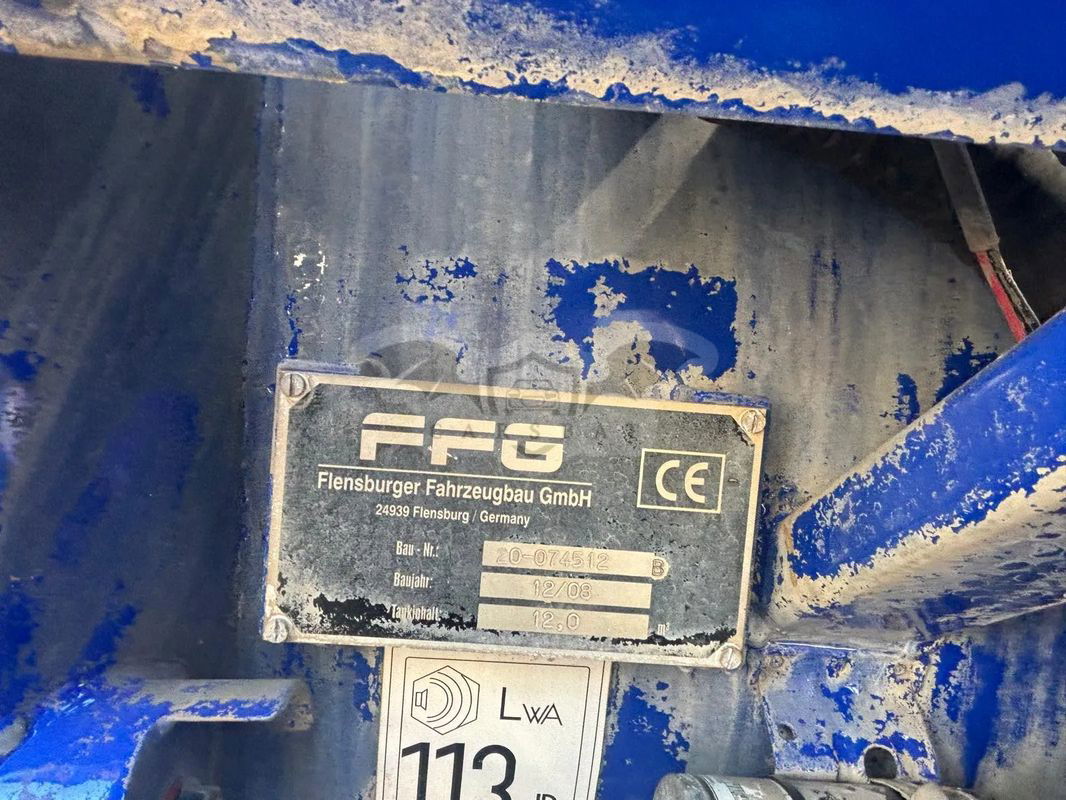 FFG
CE
Flensburger Fahrzeugbau GmbH
24939 Flensburg / Germany
Bau - Nr.: 20-074512 B
Baujahr: 12/08
Tankinhalt: 12.0 m³
LWA
113